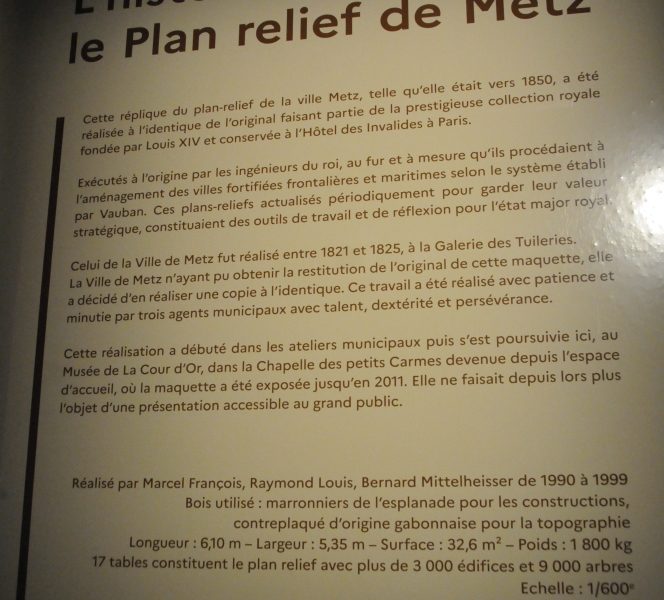 L'histoire
le Plan relief de Metz
Cette réplique du plan-relief de la ville Metz, telle qu'elle était vers 1850, a été
réalisée à l'identique de l'original faisant partie de la prestigieuse collection royale
fondée par Louis XIV et conservée à l'Hôtel des Invalides à Paris.
Exécutés à l'origine par les ingénieurs du roi, au fur et à mesure qu'ils procédaient à
l'aménagement des villes fortifiées frontalières et maritimes selon le système établi
par Vauban. Ces plans-reliefs actualisés périodiquement pour garder leur valeur
stratégique, constituaient des outils de travail et de réflexion pour l'état major royal.
Celui de la Ville de Metz fut réalisé entre 1821 et 1825, à la Galerie des Tuileries.
La Ville de Metz n'ayant pu obtenir la restitution de l'original de cette maquette, elle
a décidé d'en réaliser une copie à l'identique. Ce travail a été réalisé avec patience et
minutie par trois agents municipaux avec talent, dextérité et persévérance.
Cette réalisation a débuté dans les ateliers municipaux puis s'est poursuivie ici, au
Musée de La Cour d'Or, dans la Chapelle des petits Carmes devenue depuis l'espace
d'accueil, où la maquette a été exposée jusqu'en 2011. Elle ne faisait depuis lors plus
l'objet d'une présentation accessible au grand public.
Réalisé par Marcel François, Raymond Louis, Bernard Mittelheisser de 1990 à 1999
Bois utilisé : marronniers de l'esplanade pour les constructions,
contreplaqué d'origine gabonnaise pour la topographie
Longueur : 6,10 m – Largeur : 5,35 m – Surface : 32,6 m² – Poids : 1 800 kg
17 tables constituent le plan relief avec plus de 3 000 édifices et 9 000 arbres
Echelle : 1/600e